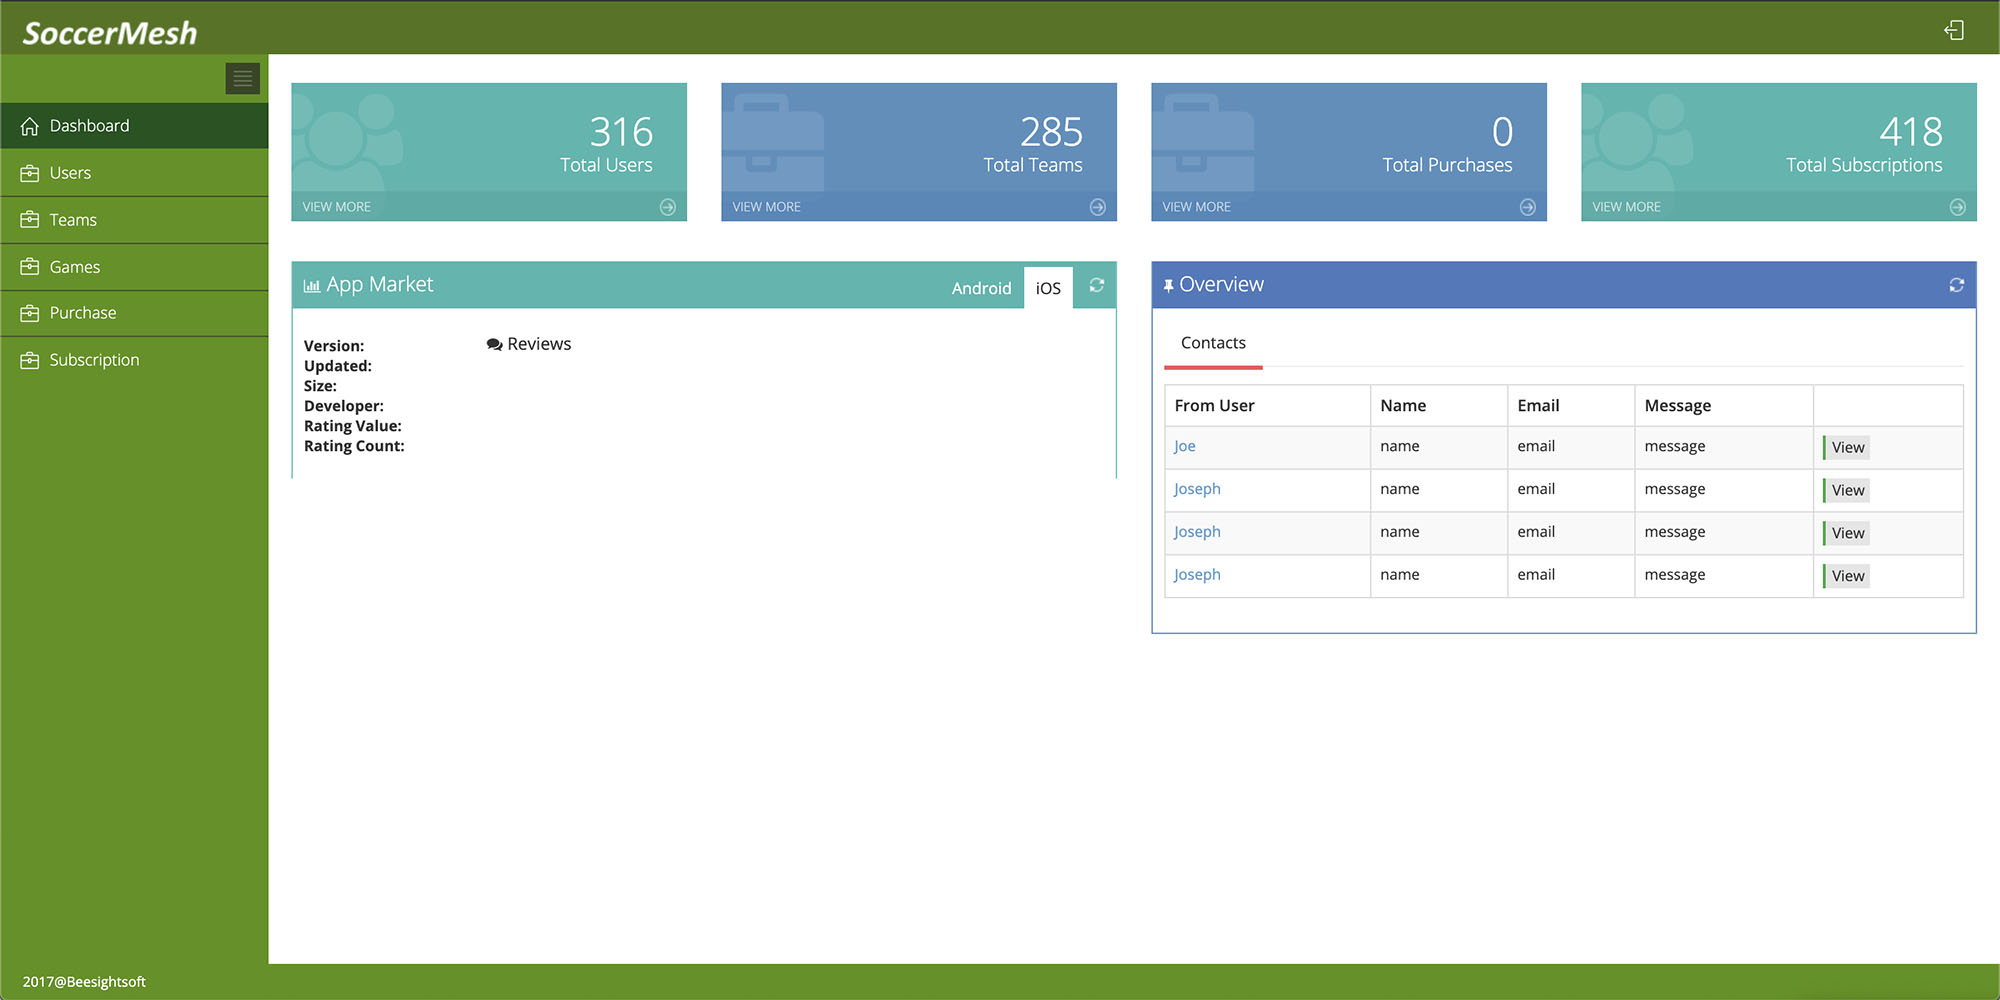 SoccerMesh
Dashboard
Users
Teams
Games
Purchase
Subscription
316
Total Users
VIEW MORE
285
Total Teams
VIEW MORE
0
Total Purchases
VIEW MORE
418
Total Subscriptions
VIEW MORE
App Market Android iOS
Version:
Updated:
Size:
Developer:
Rating Value:
Rating Count:
Reviews
Overview
Contacts
From User Name Email Message
Joe name email message View
Joseph name email message View
Joseph name email message View
Joseph name email message View
2017@Beesightsoft